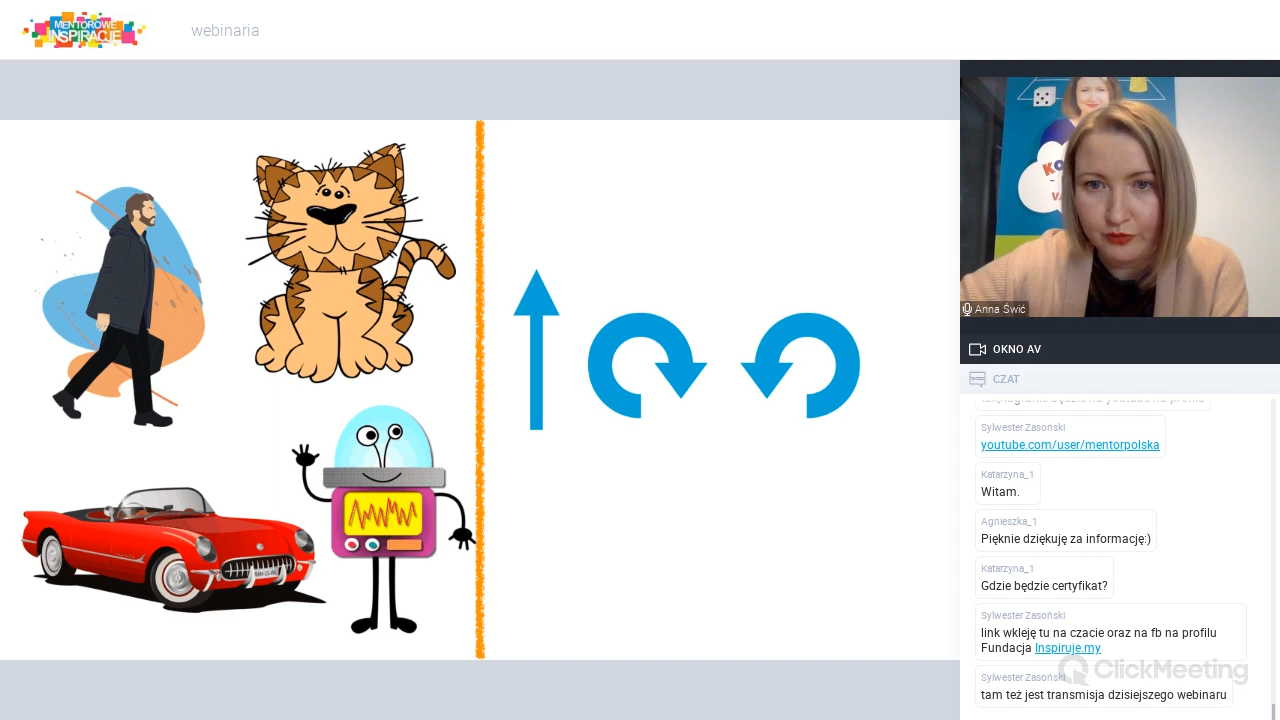 MENTOROWE
INSPIRACJE
webinaria
Anna Świć
OKNO AV
CZAT
Sylwester Zasoński
youtube.com/user/mentorpolska
Katarzyna_1
Witam.
Agnieszka_1
Pięknie dziękuję za informację:)
Katarzyna_1
Gdzie będzie certyfikat?
Sylwester Zasoński
link wkleję tu na czacie oraz na fb na profilu
Fundacja Inspiruje.my
ClickMeeting
Sylwester Zasoński
tam też jest transmisja dzisiejszego webinaru